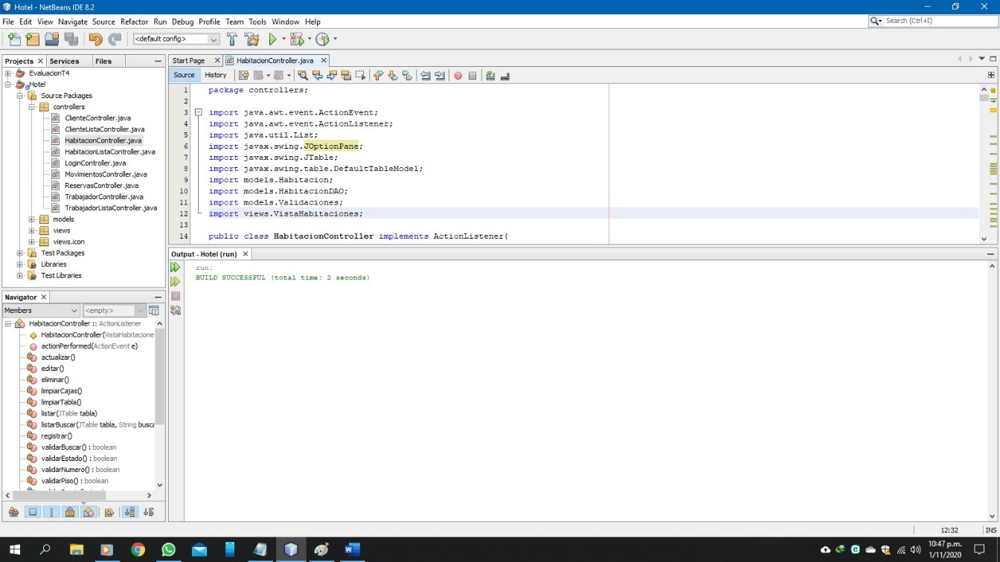 Hotel - NetBeans IDE 8.2
File Edit View Navigate Source Refactor Run Debug Profile Team Tools Window Help
Search (Ctrl+I)
<default config>
Projects Services Files
EvaluacionT4
Hotel
Source Packages
controllers
ClienteController.java
ClienteListaController.java
HabitacionController.java
HabitacionListaController.java
LoginController.java
MovimientosController.java
ReservasController.java
TrabajadorController.java
TrabajadorListaController.java
models
views
views.icon
Test Packages
Libraries
Test Libraries
Navigator
Members <empty>
HabitacionController :: ActionListener
HabitacionController(VistaHabitacione
actionPerformed(ActionEvent e)
actualizar()
editar()
eliminar()
limpiarCajas()
limpiarTabla()
listar(JTable tabla)
listarBuscar(JTable tabla, String busca
registrar()
validarBuscar() : boolean
validarEstado() : boolean
validarNumero() : boolean
validarPiso() : boolean
Start Page HabitacionController.java
Source History
1 package controllers;
2
3 import java.awt.event.ActionEvent;
4 import java.awt.event.ActionListener;
5 import java.util.List;
6 import javax.swing.JOptionPane;
7 import javax.swing.JTable;
8 import javax.swing.table.DefaultTableModel;
9 import models.Habitacion;
10 import models.HabitacionDAO;
11 import models.Validaciones;
12 import views.VistaHabitaciones;
13
14 public class HabitacionController implements ActionListener{
Output - Hotel (run)
run:
BUILD SUCCESSFUL (total time: 2 seconds)
12:32 INS
10:47 p.m.
1/11/2020